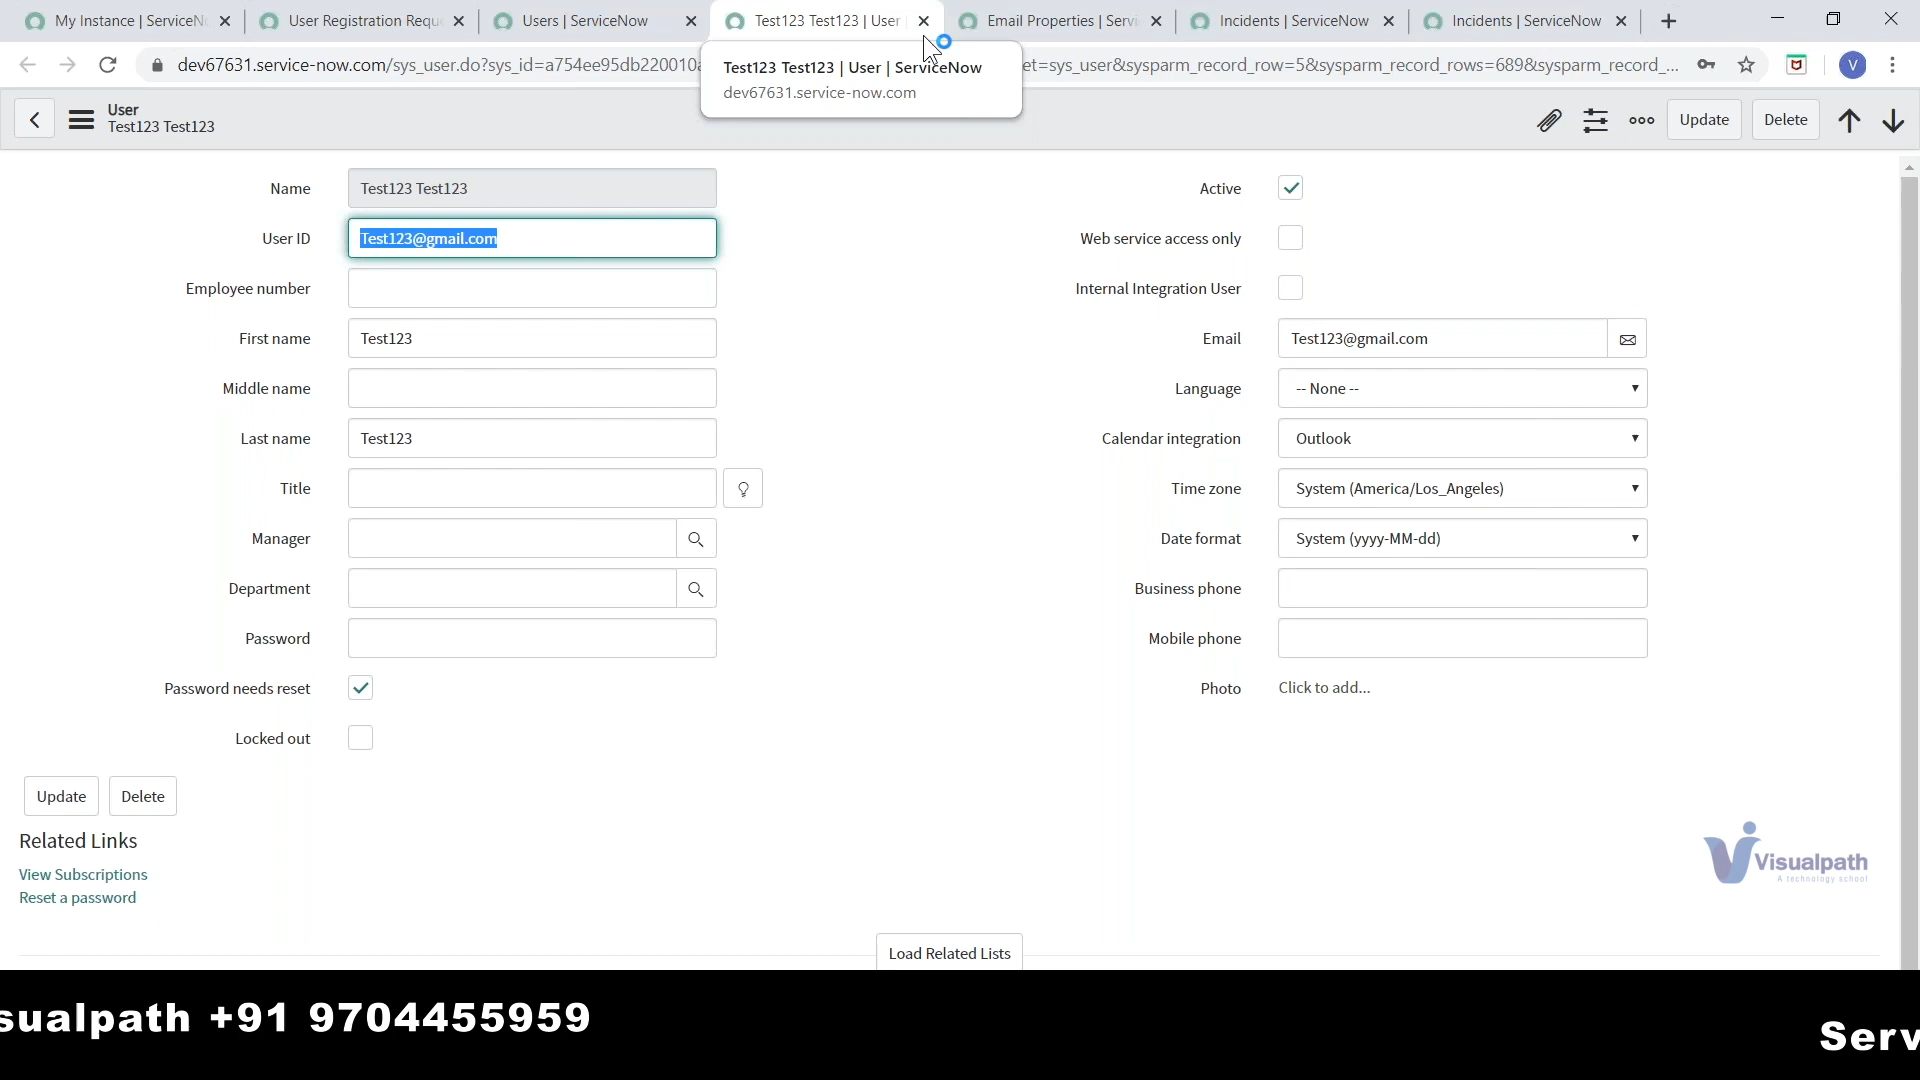 My Instance | ServiceN
User Registration Requ
Users | ServiceNow
Test123 Test123 | User
Email Properties | Servi
Incidents | ServiceNow
Incidents | ServiceNow
dev67631.service-now.com/sys_user.do?sys_id=a754ee95db220010a
et=sys_user&sysparm_record_row=5&sysparm_record_rows=689&sysparm_record_...
V
Test123 Test123 | User | ServiceNow
dev67631.service-now.com
User
Test123 Test123
Update
Delete
Name
Test123 Test123
User ID
Test123@gmail.com
Employee number
First name
Test123
Middle name
Last name
Test123
Title
Manager
Department
Password
Password needs reset
Locked out
Active
Web service access only
Internal Integration User
Email
Test123@gmail.com
Language
-- None --
Calendar integration
Outlook
Time zone
System (America/Los_Angeles)
Date format
System (yyyy-MM-dd)
Business phone
Mobile phone
Photo
Click to add...
Update
Delete
Related Links
View Subscriptions
Reset a password
Visualpath
A technology school
Load Related Lists
sualpath +91 9704455959
Serv